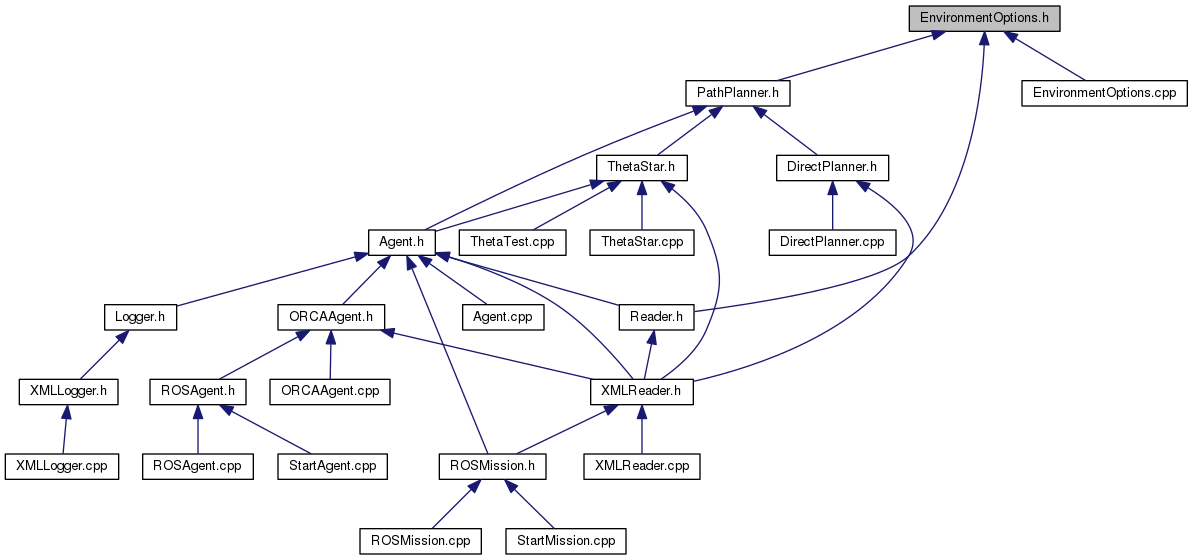 EnvironmentOptions.h
PathPlanner.h
EnvironmentOptions.cpp
ThetaStar.h
DirectPlanner.h
Agent.h
ThetaTest.cpp
ThetaStar.cpp
DirectPlanner.cpp
Logger.h
ORCAAgent.h
Agent.cpp
Reader.h
XMLLogger.h
ROSAgent.h
ORCAAgent.cpp
XMLReader.h
XMLLogger.cpp
ROSAgent.cpp
StartAgent.cpp
ROSMission.h
XMLReader.cpp
ROSMission.cpp
StartMission.cpp